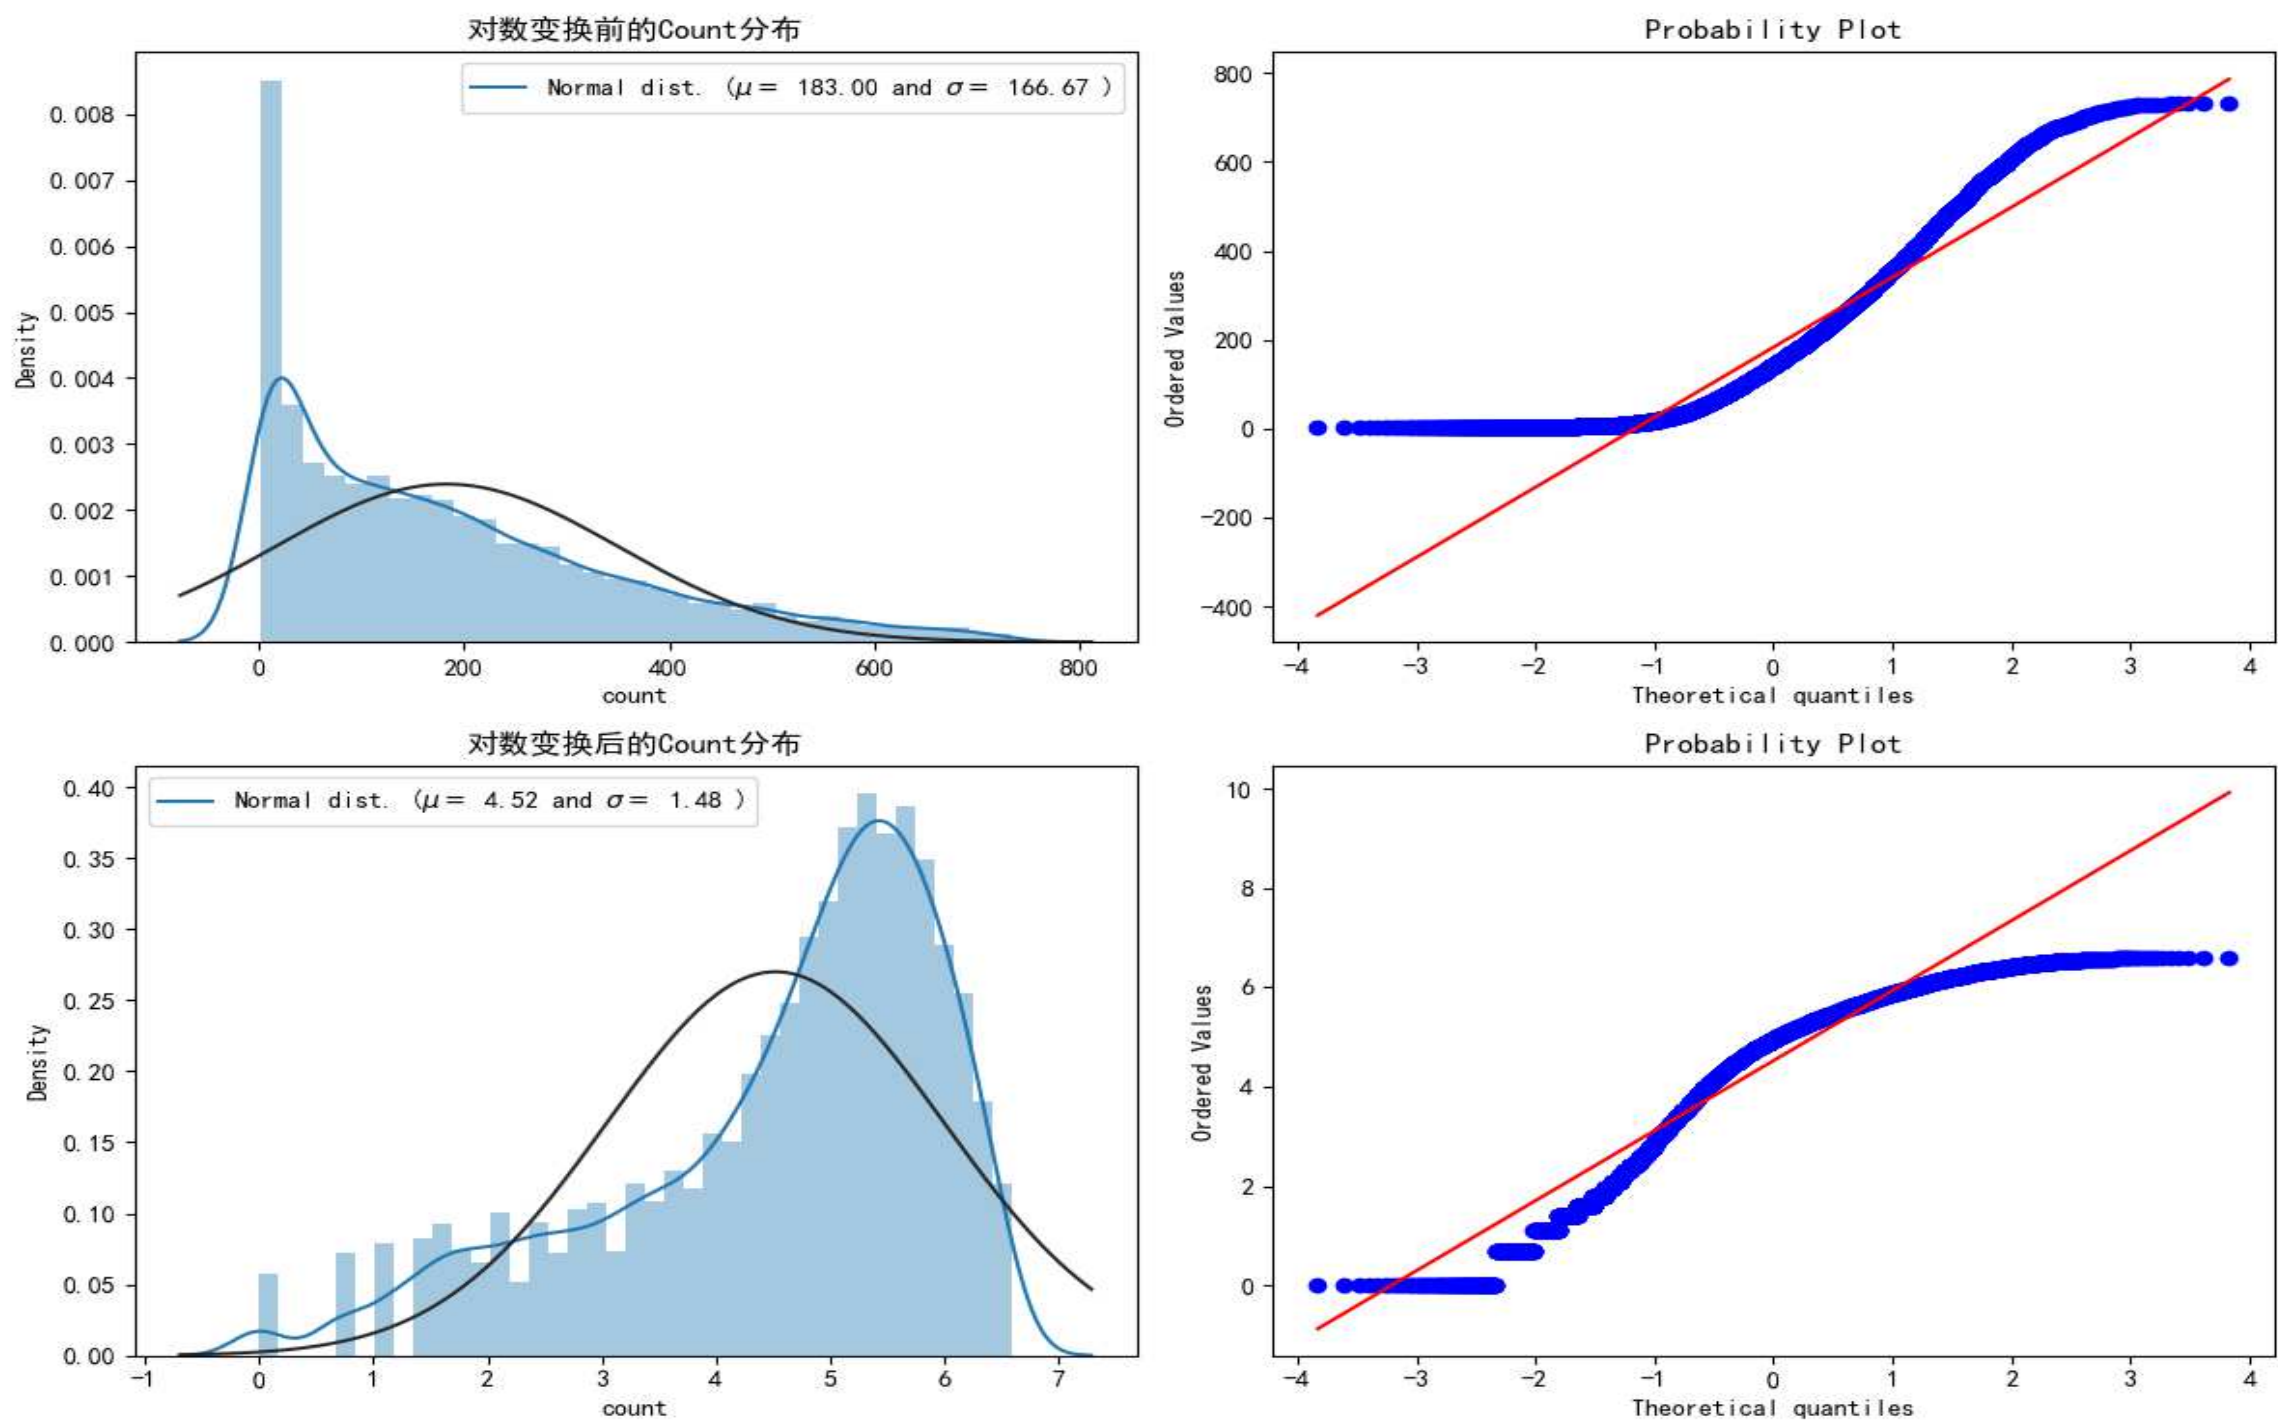 对数变换前的Count分布
Normal dist. (μ= 183.00 and σ= 166.67 )
0.008
0.007
0.006
0.005
0.004
0.003
0.002
0.001
0.000
Density
0 200 400 600 800
count
Probability Plot
800
600
400
200
0
−200
−400
Ordered Values
−4 −3 −2 −1 0 1 2 3 4
Theoretical quantiles
对数变换后的Count分布
Normal dist. (μ= 4.52 and σ= 1.48 )
0.40
0.35
0.30
0.25
0.20
0.15
0.10
0.05
0.00
Density
−1 0 1 2 3 4 5 6 7
count
Probability Plot
10
8
6
4
2
0
Ordered Values
−4 −3 −2 −1 0 1 2 3 4
Theoretical quantiles